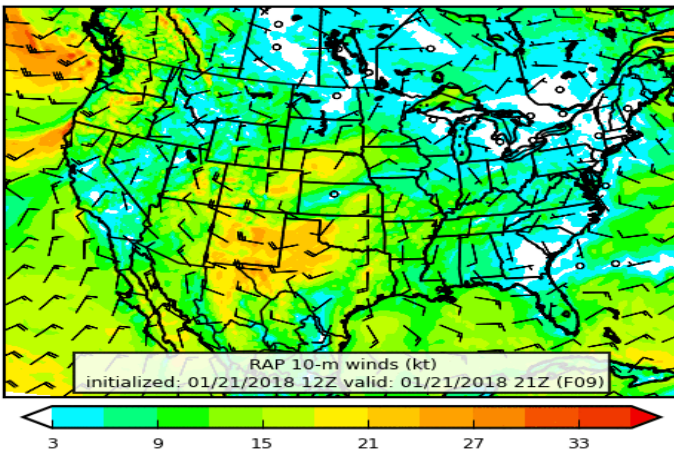 RAP 10-m winds (kt)
initialized: 01/21/2018 12Z valid: 01/21/2018 21Z (F09)
3 9 15 21 27 33